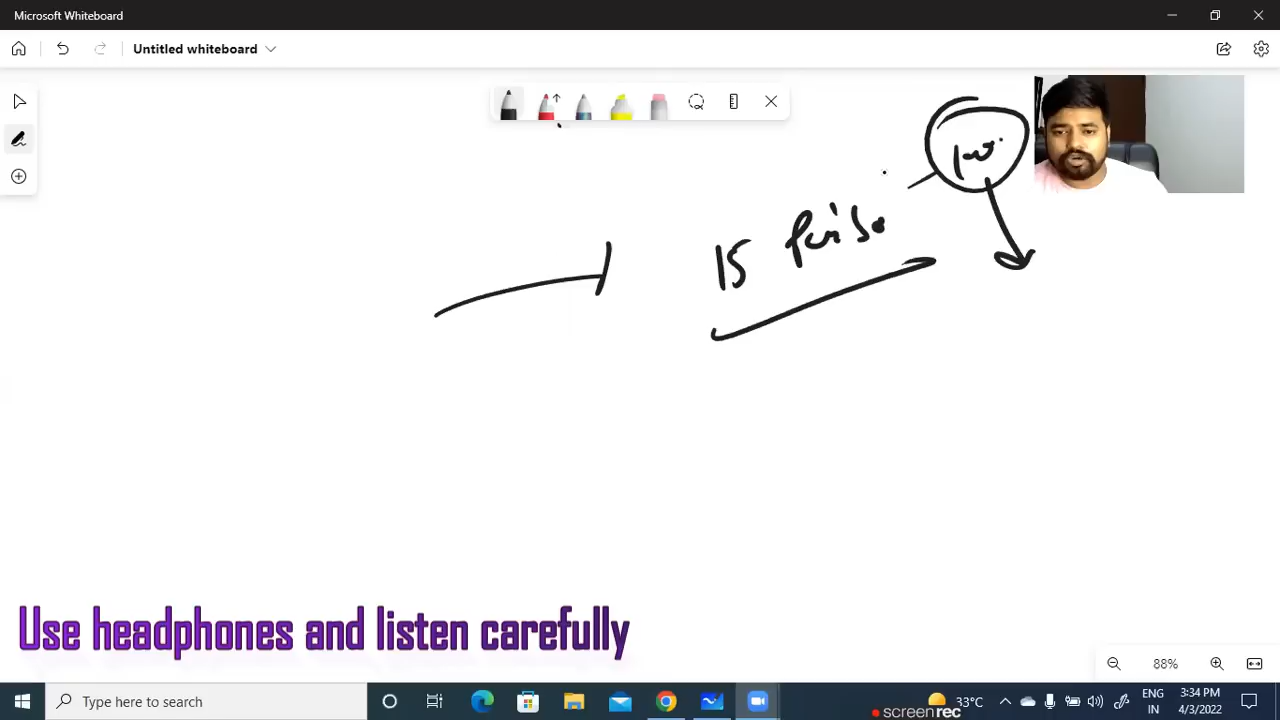 Microsoft Whiteboard
Untitled whiteboard
15 Paise
Use headphones and listen carefully
88%
Type here to search
33°C
ENG
IN
3:34 PM
4/3/2022
screenrec